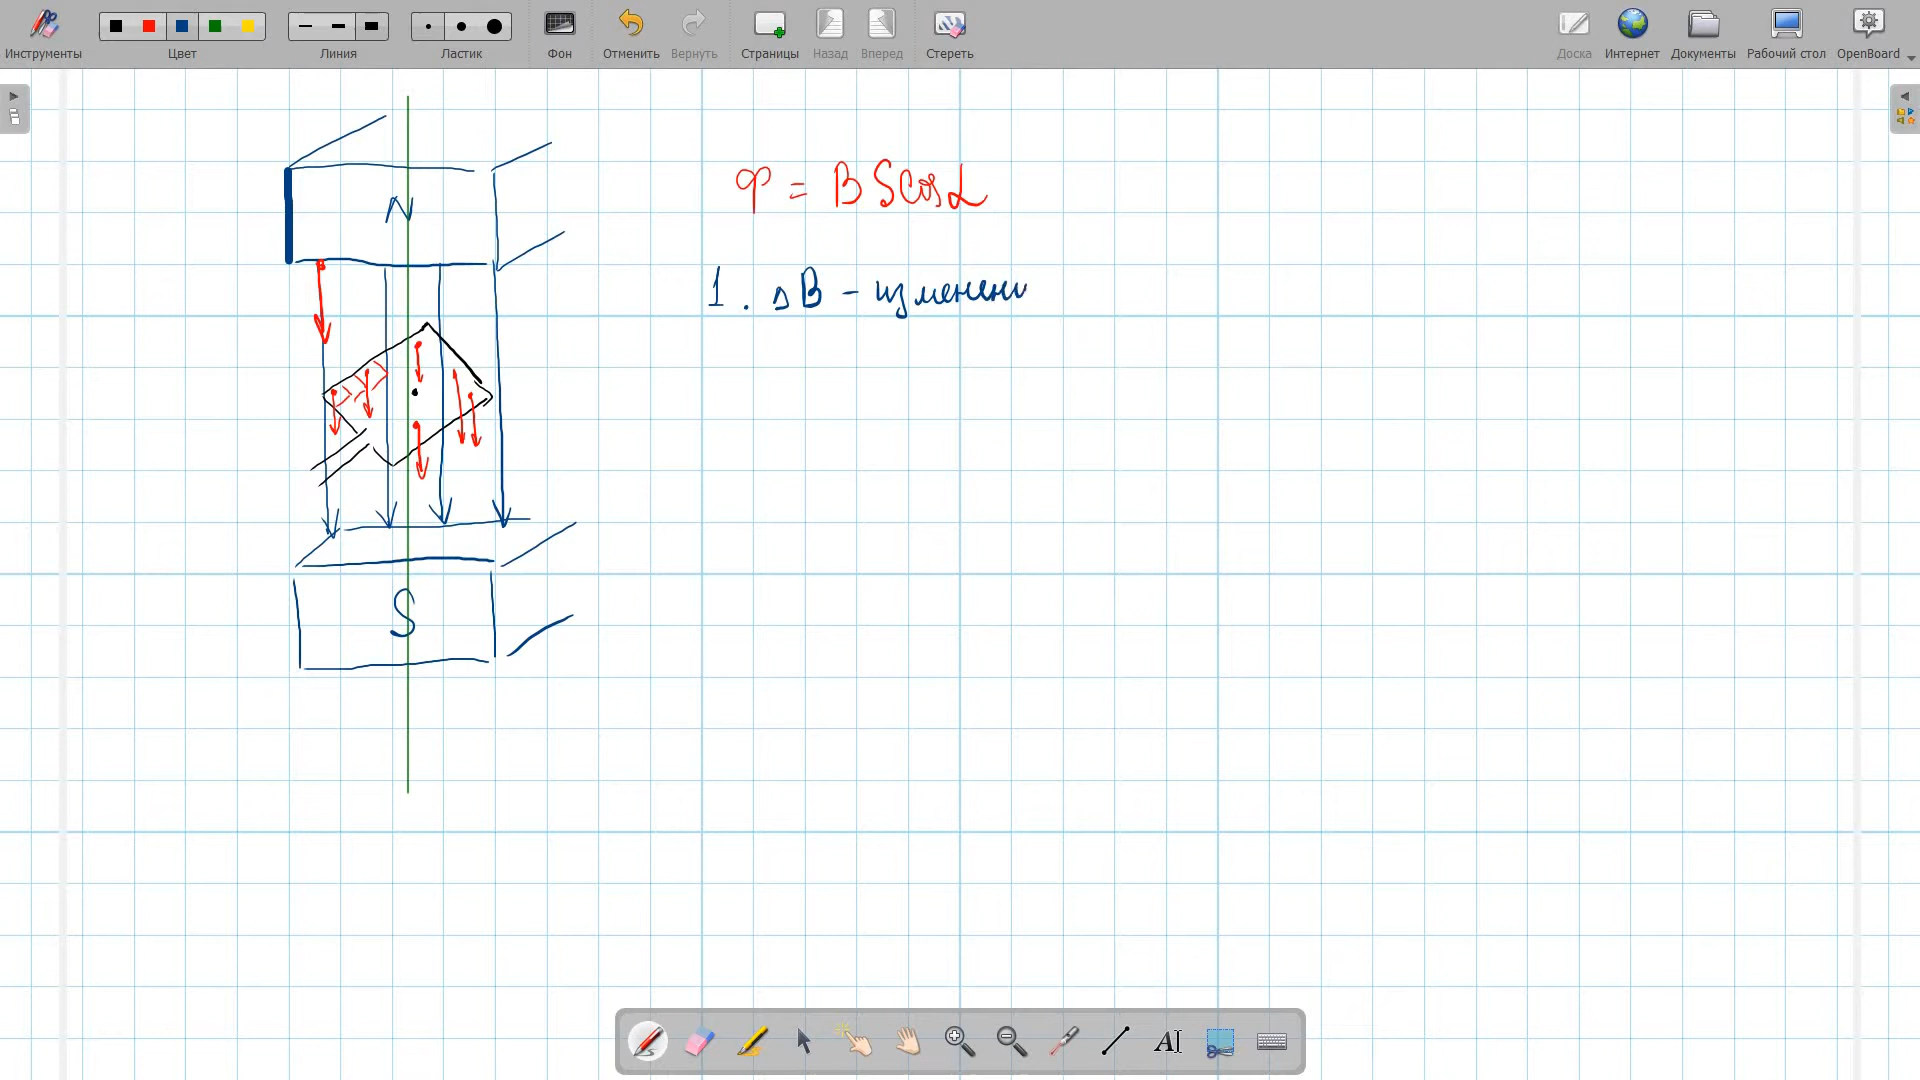 Инструменты Цвет Линия Ластик Фон Отменить Вернуть Страницы Назад Вперед Стереть Доска Интернет Документы Рабочий стол OpenBoard
N
B
S
Φ = B S Cos α
1. ΔB - изменени